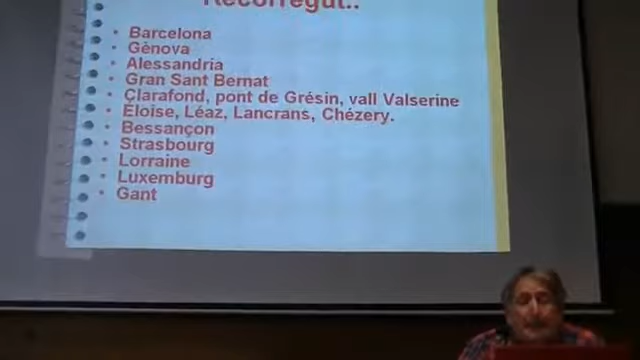 Recorregut..
Barcelona
Gènova
Alessandria
Gran Sant Bernat
Clarafond, pont de Grésin, vall Valserine
Éloise, Léaz, Lancrans, Chézery.
Bessançon
Strasbourg
Lorraine
Luxemburg
Gant